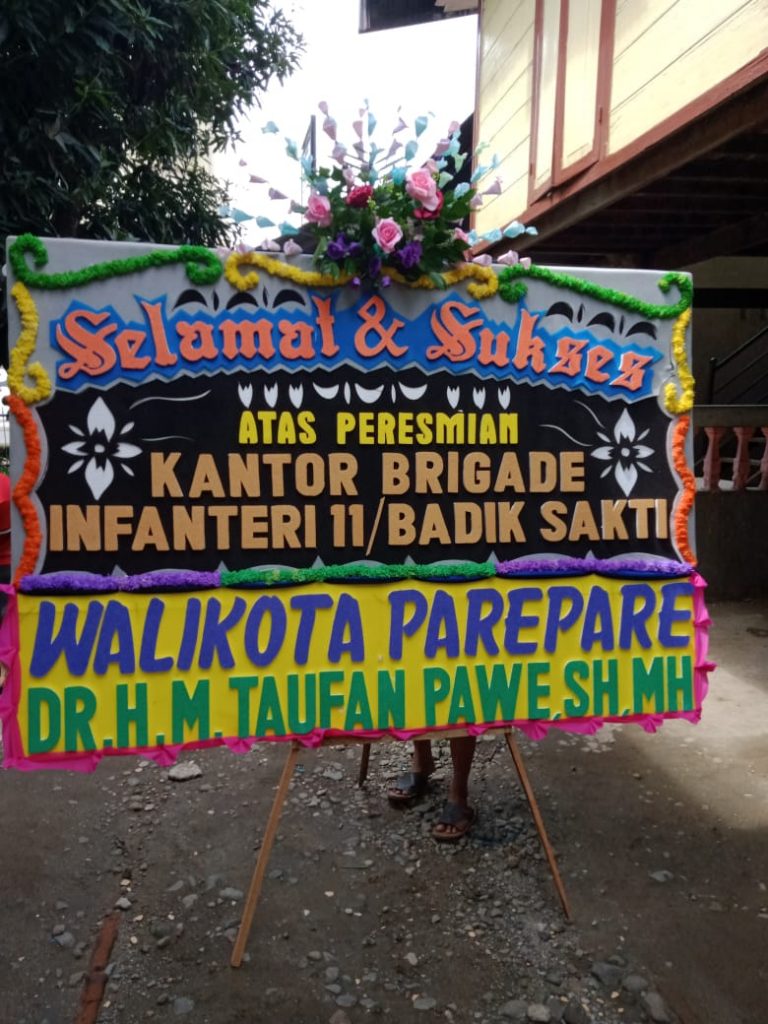 Selamat & Sukses
ATAS PERESMIAN
KANTOR BRIGADE
INFANTERI 11/BADIK SAKTI
WALIKOTA PAREPARE
DR.H.M.TAUFAN PAWE,SH,MH